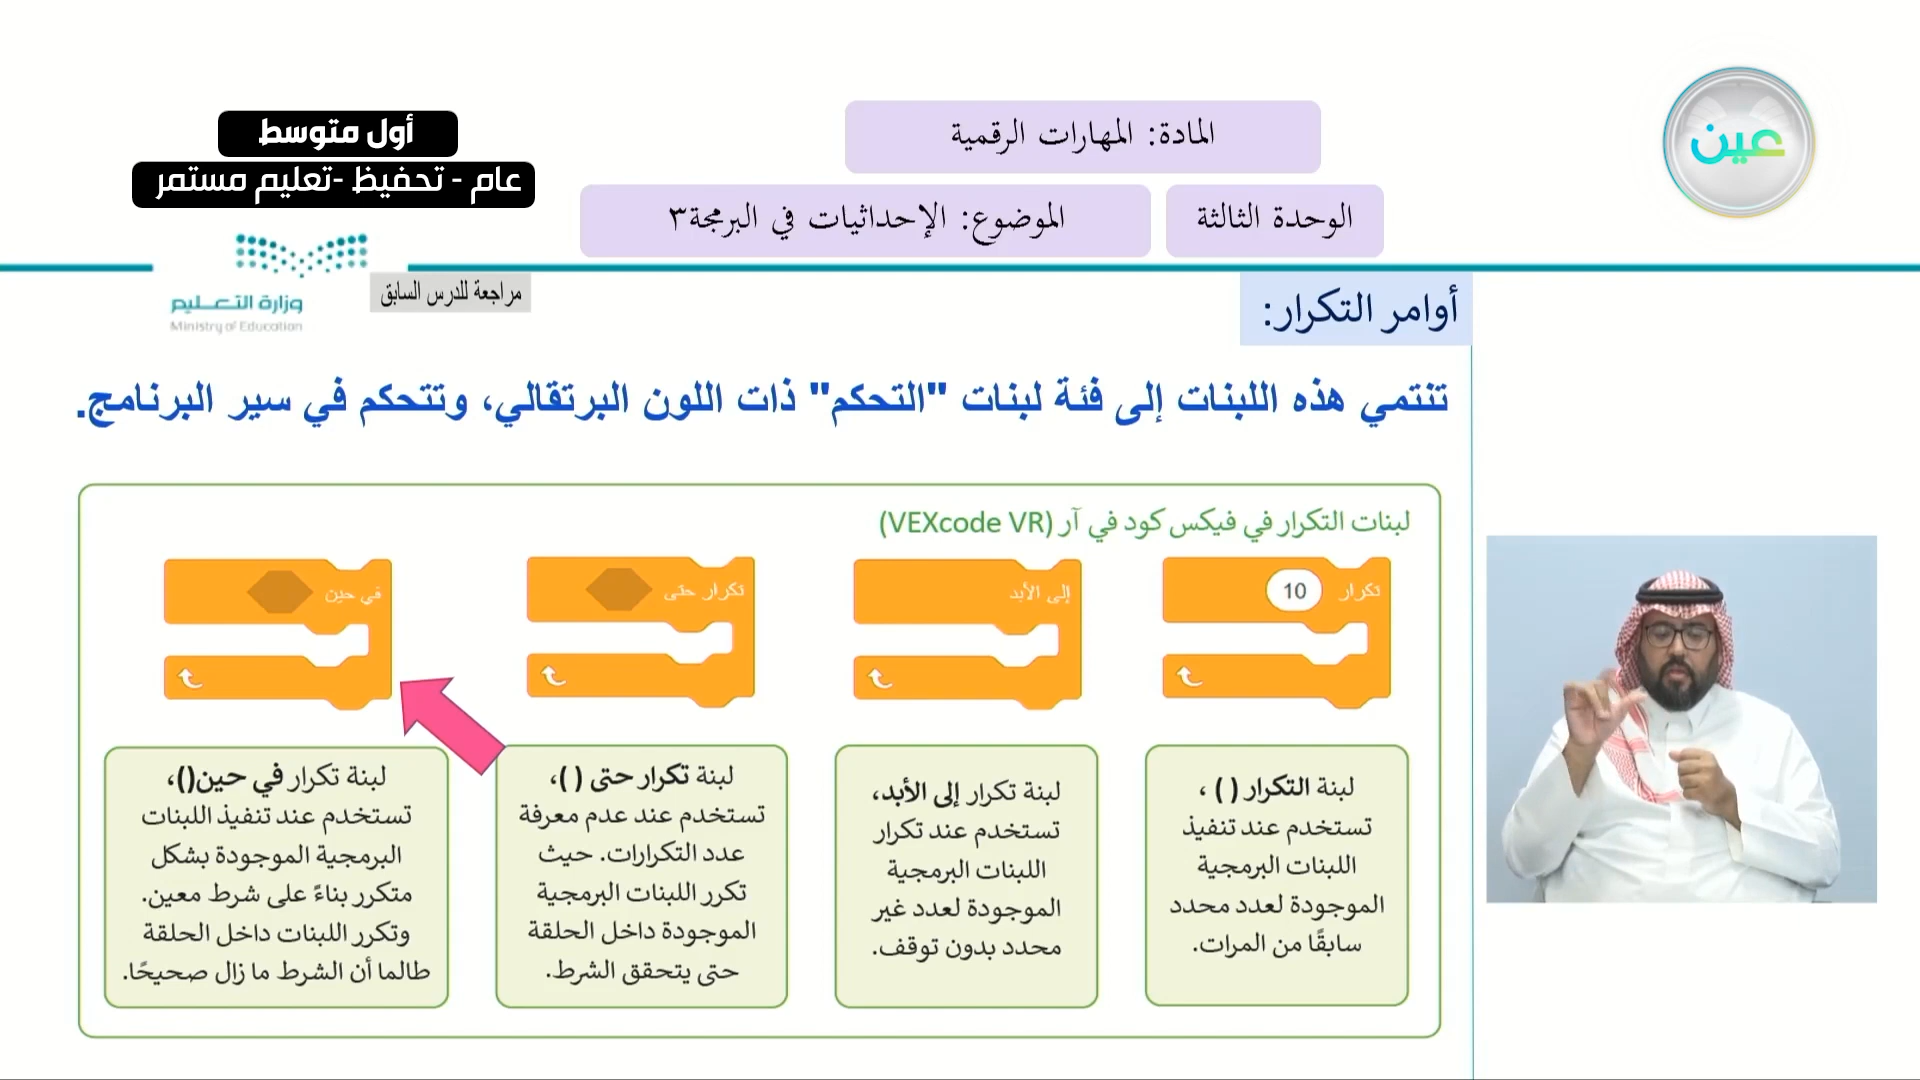 عين
المادة: المهارات الرقمية
أول متوسط
عام - تحفيظ -تعليم مستمر
الوحدة الثالثة
الموضوع: الإحداثيات في البرمجة٣
وزارة التعليم
Ministry of Education
مراجعة للدرس السابق
أوامر التكرار:
تنتمي هذه اللبنات إلى فئة لبنات "التحكم" ذات اللون البرتقالي، وتتحكم في سير البرنامج.
لبنات التكرار في فيكس كود في آر (VEXcode VR)
تكرار 10
إلى الأبد
تكرار حتى
في حين
لبنة التكرار ( ) ،
تستخدم عند تنفيذ
اللبنات البرمجية
الموجودة لعدد محدد
سابقًا من المرات.
لبنة تكرار إلى الأبد،
تستخدم عند تكرار
اللبنات البرمجية
الموجودة لعدد غير
محدد بدون توقف.
لبنة تكرار حتى ( )،
تستخدم عند عدم معرفة
عدد التكرارات. حيث
تكرر اللبنات البرمجية
الموجودة داخل الحلقة
حتى يتحقق الشرط.
لبنة تكرار في حين()،
تستخدم عند تنفيذ اللبنات
البرمجية الموجودة بشكل
متكرر بناءً على شرط معين.
وتكرر اللبنات داخل الحلقة
طالما أن الشرط ما زال صحيحًا.